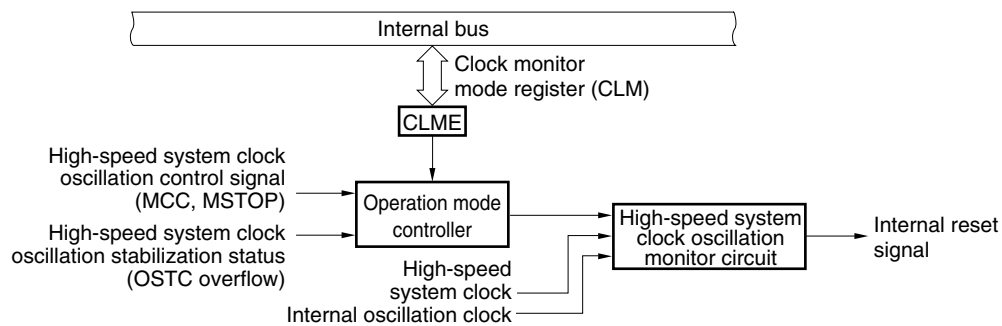 Internal bus
Clock monitor
mode register (CLM)
CLME
High-speed system clock
oscillation control signal
(MCC, MSTOP)
High-speed system clock
oscillation stabilization status
(OSTC overflow)
Operation mode
controller
High-speed
system clock
Internal oscillation clock
High-speed system
clock oscillation
monitor circuit
Internal reset
signal